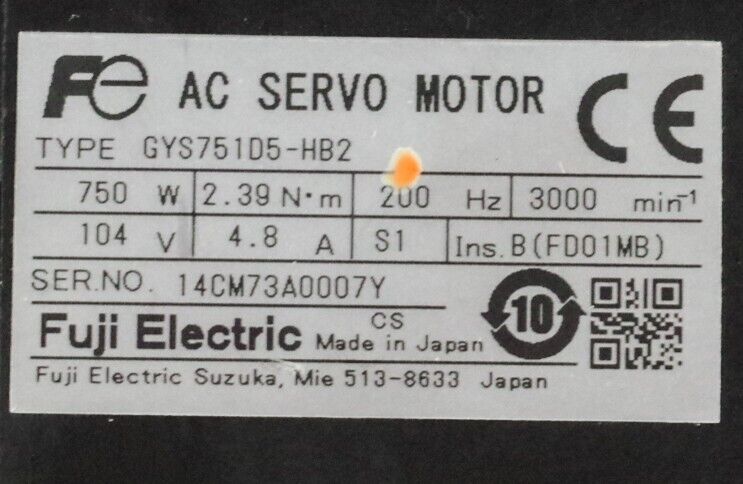 Fe AC SERVO MOTOR CE
TYPE GYS751D5-HB2
750 W 2.39 N·m 200 Hz 3000 min⁻¹
104 V 4.8 A S1 Ins. B(FD01MB)
SER.NO. 14CM73A0007Y
Fuji Electric CS Made in Japan 10
Fuji Electric Suzuka, Mie 513-8633 Japan